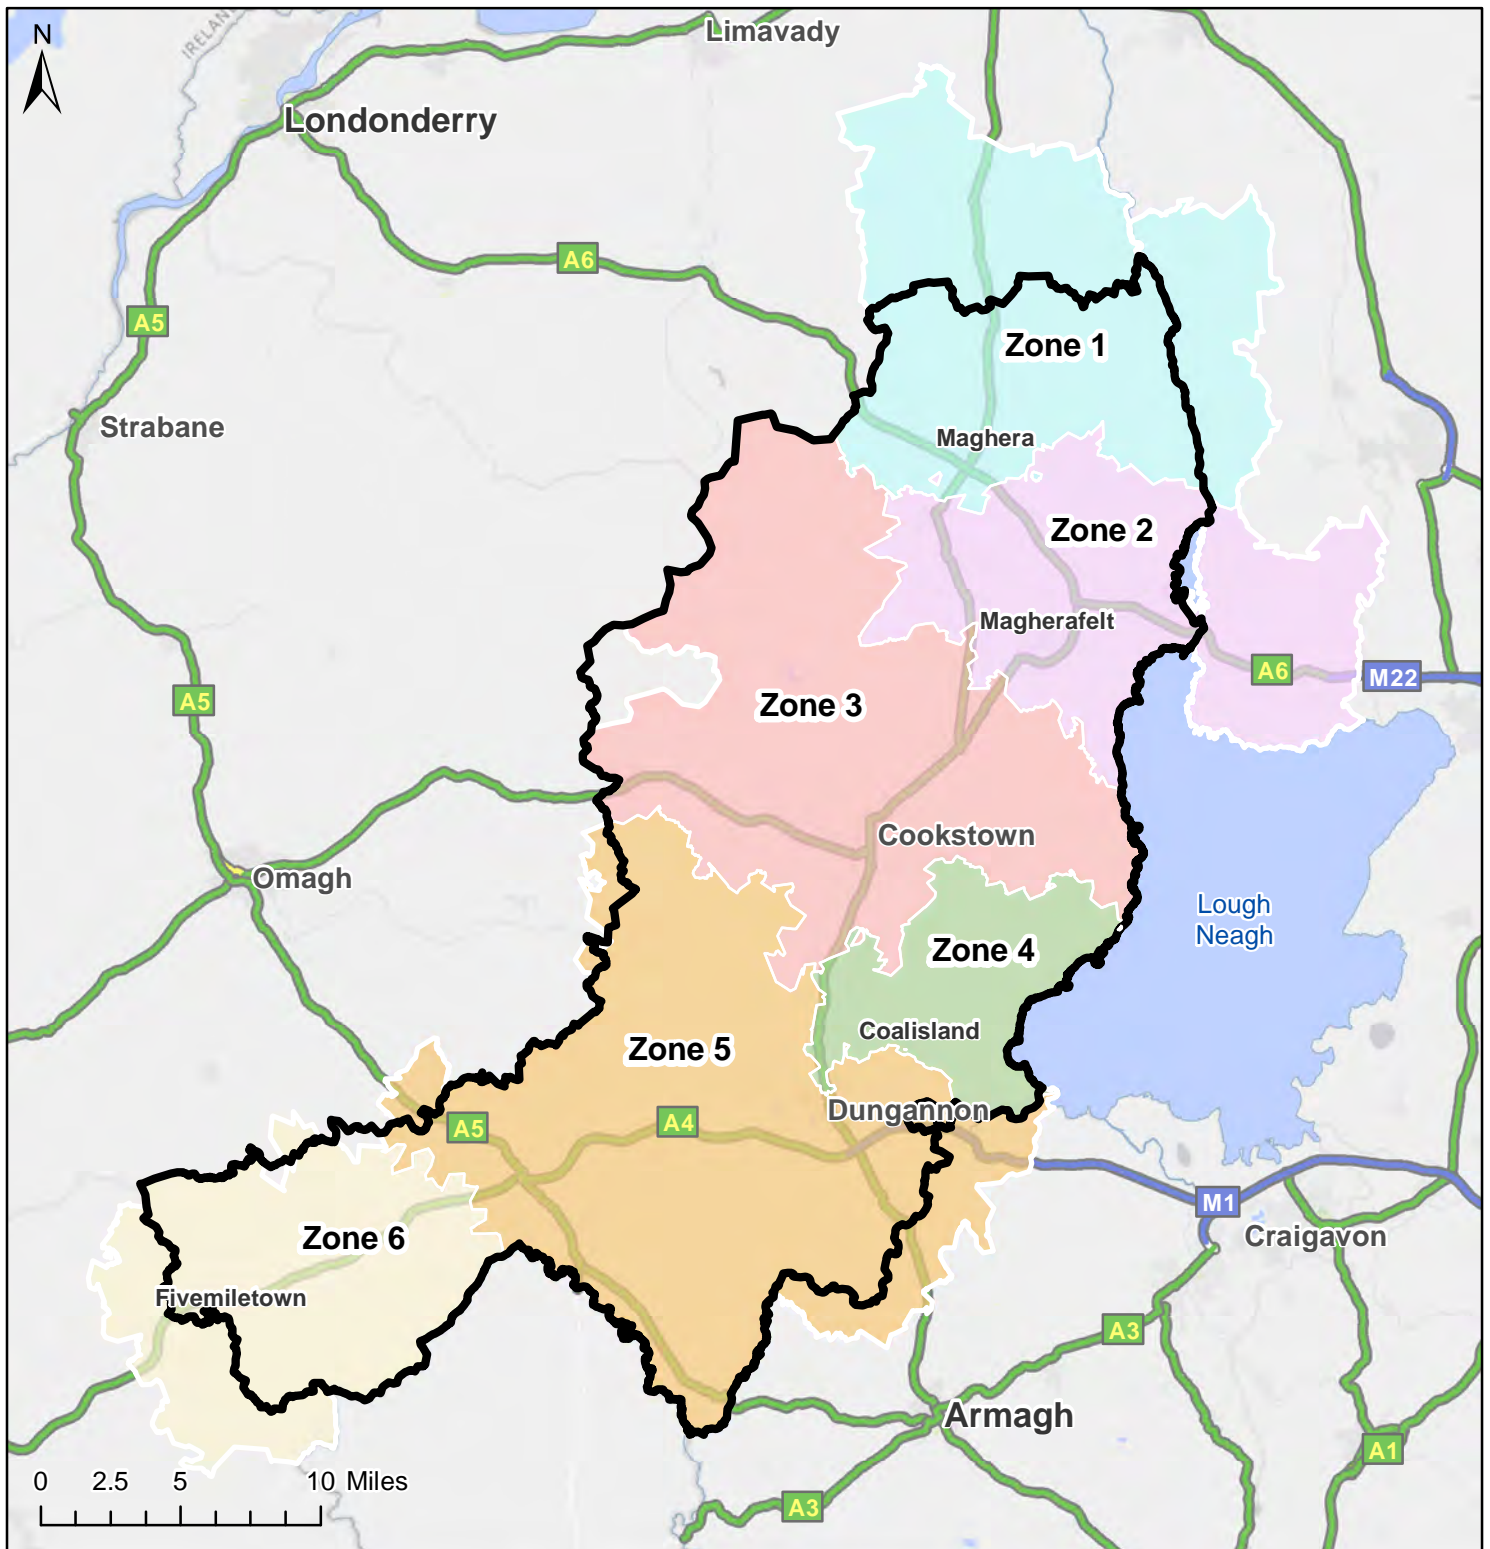 N
IRELAND
Limavady
Londonderry
A6
A5
Zone 1
Strabane
Maghera
Zone 2
Magherafelt
A6
M22
A5
Zone 3
Cookstown
Omagh
Lough
Neagh
Zone 4
Coalisland
Zone 5
Dungannon
A5
A4
M1
Craigavon
Zone 6
Fivemiletown
A3
Armagh
A1
0 2.5 5 10 Miles
A3